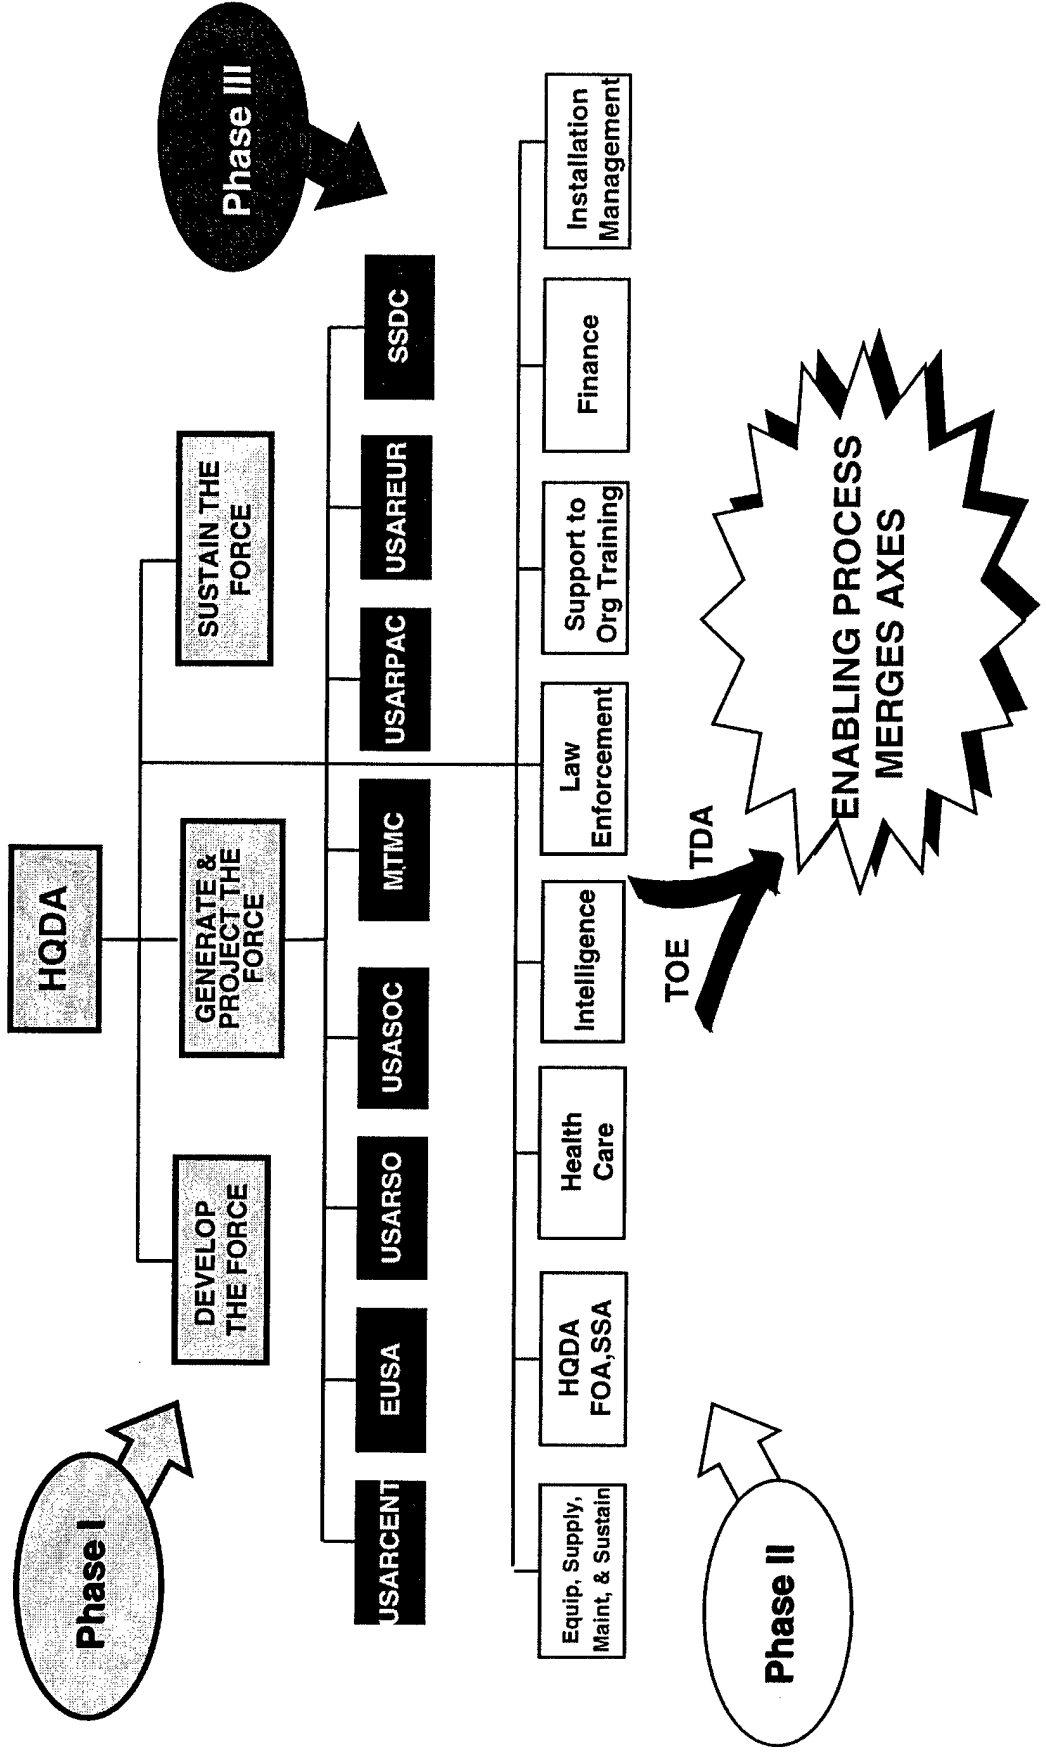 HQDA
Phase I
DEVELOP
THE FORCE
GENERATE &
PROJECT THE
FORCE
SUSTAIN THE
FORCE
Phase III
USARCENT
EUSA
USARSO
USASOC
MTMC
USARPAC
USAREUR
SSDC
Equip, Supply,
Maint, & Sustain
HQDA
FOA,SSA
Health
Care
Intelligence
Law
Enforcement
Support to
Org Training
Finance
Installation
Management
Phase II
TOE
TDA
ENABLING PROCESS
MERGES AXES